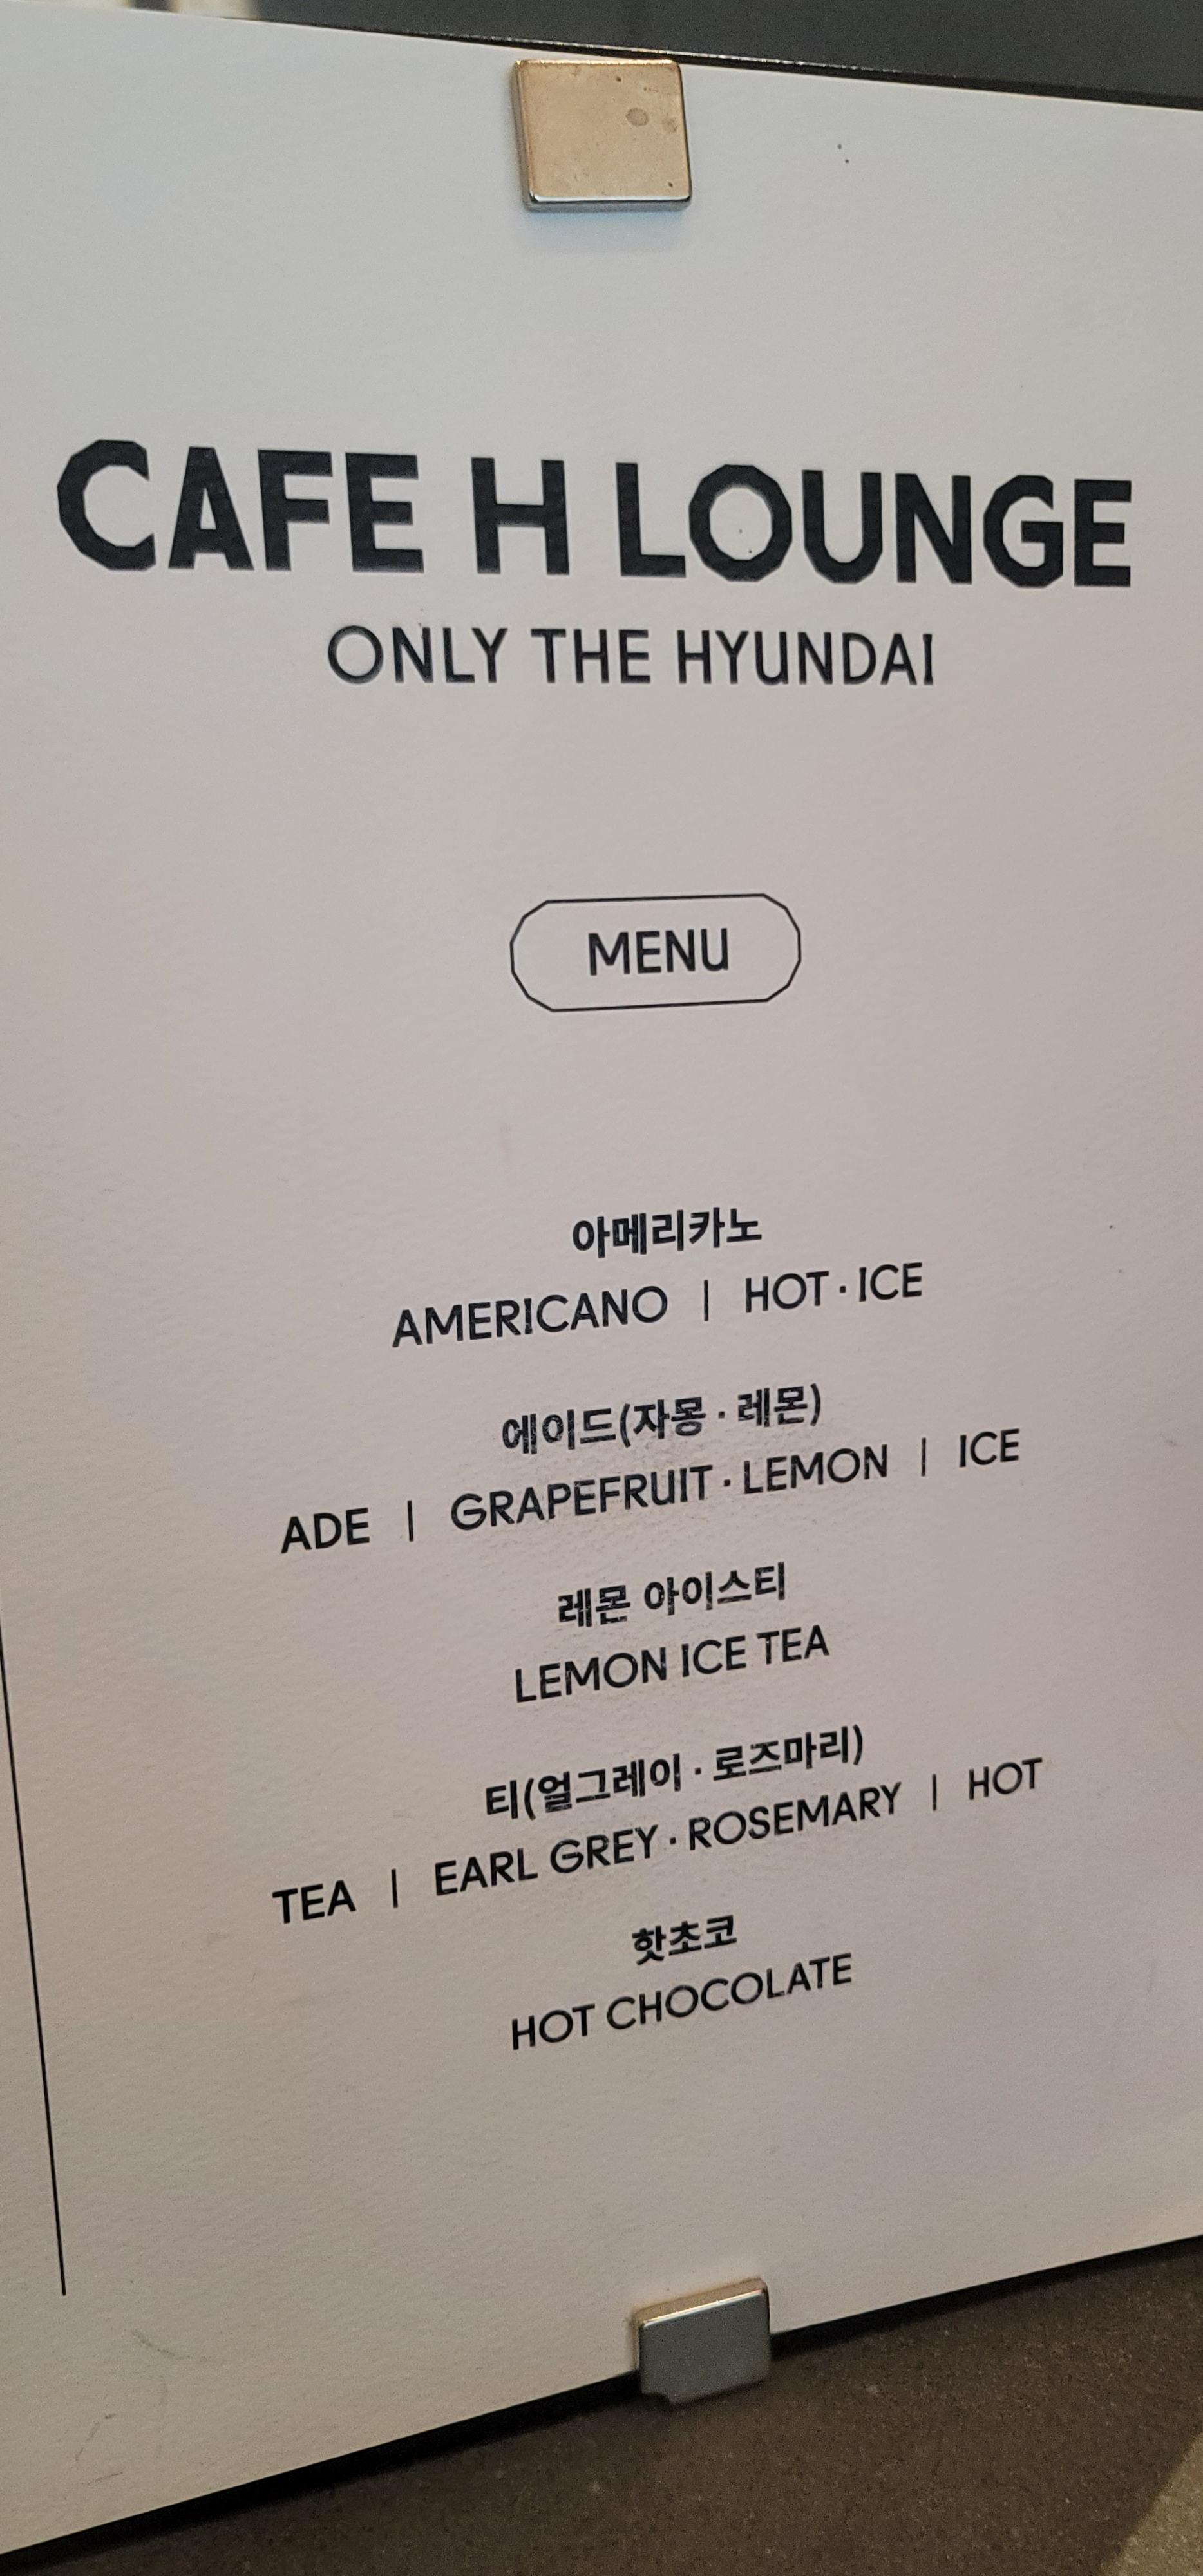 CAFE H LOUNGE
ONLY THE HYUNDAI
MENU
아메리카노
AMERICANO | HOT · ICE
에이드(자몽 · 레몬)
ADE | GRAPEFRUIT · LEMON | ICE
레몬 아이스티
LEMON ICE TEA
티(얼그레이 · 로즈마리)
TEA | EARL GREY · ROSEMARY | HOT
핫초코
HOT CHOCOLATE